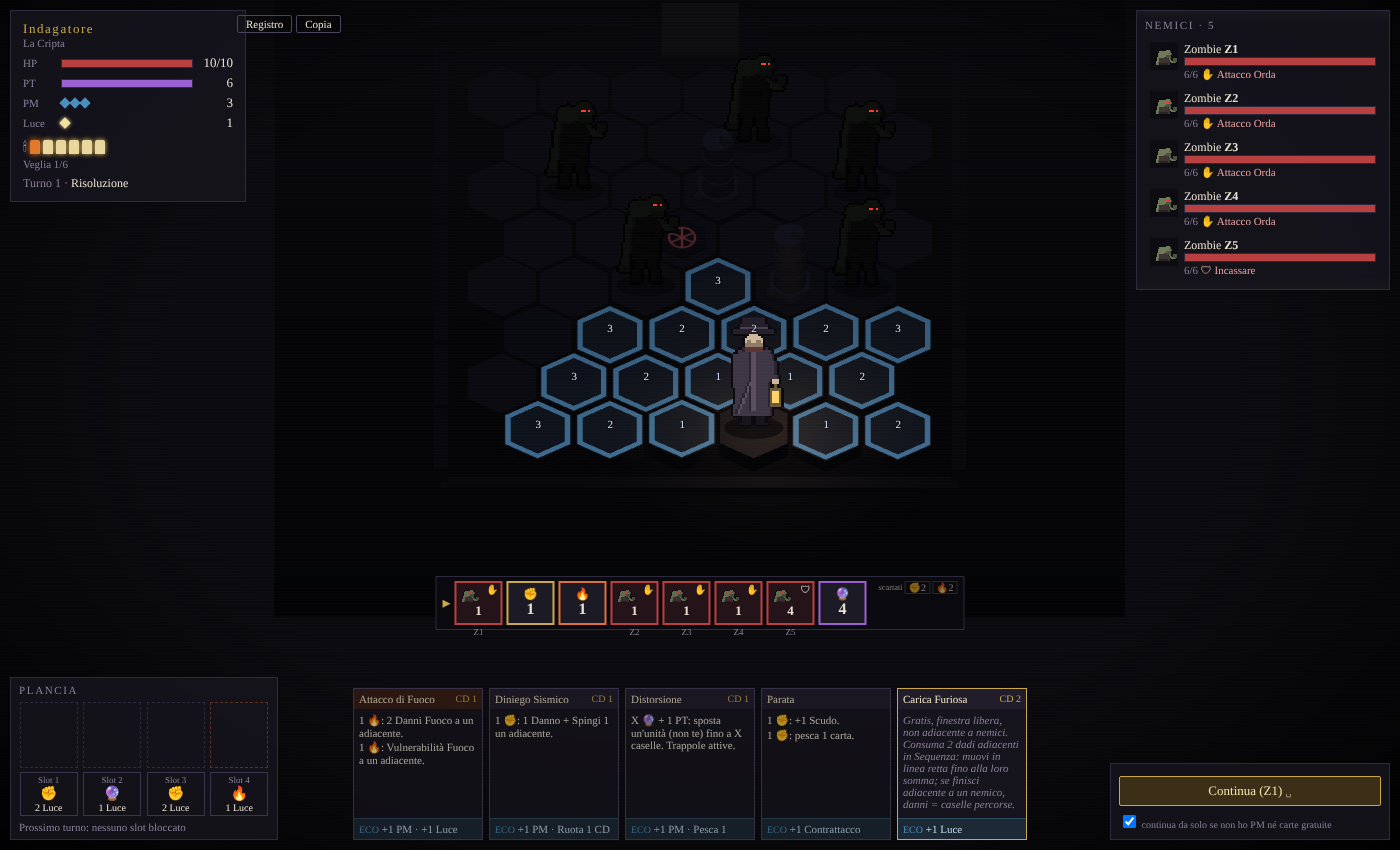 Indagatore
La Cripta
HP 10/10
PT 6
PM 3
Luce 1
Veglia 1/6
Turno 1 · Risoluzione
Registro Copia
NEMICI · 5
Zombie Z1
6/6 ✋ Attacco Orda
Zombie Z2
6/6 ✋ Attacco Orda
Zombie Z3
6/6 ✋ Attacco Orda
Zombie Z4
6/6 ✋ Attacco Orda
Zombie Z5
6/6 🛡 Incassare
3
3 2 2 2 3
3 2 1 1 2
3 2 1 1 2
1 1 1 1 1 1 4 4
scartati ✊2 🔥2
Z1 Z2 Z3 Z4 Z5
PLANCIA
Slot 1 Slot 2 Slot 3 Slot 4
2 Luce 1 Luce 2 Luce 1 Luce
Prossimo turno: nessuno slot bloccato
Attacco di Fuoco CD 1
1 🔥: 2 Danni Fuoco a un
adiacente.
1 🔥: Vulnerabilità Fuoco
a un adiacente.
ECO +1 PM · +1 Luce
Diniego Sismico CD 1
1 ✊: 1 Danno + Spingi 1
un adiacente.
ECO +1 PM · Ruota 1 CD
Distorsione CD 1
X 🔮 + 1 PT: sposta
un'unità (non te) fino a X
caselle. Trappole attive.
ECO +1 PM · Pesca 1
Parata
1 ✊: +1 Scudo.
1 ✊: pesca 1 carta.
ECO +1 Contrattacco
Carica Furiosa CD 2
Gratis, finestra libera,
non adiacente a nemici.
Consuma 2 dadi adiacenti
in Sequenza: muovi in
linea retta fino alla loro
somma; se finisci
adiacente a un nemico,
danni = caselle percorse.
ECO +1 Luce
Continua (Z1) ␣
continua da solo se non ho PM né carte gratuite